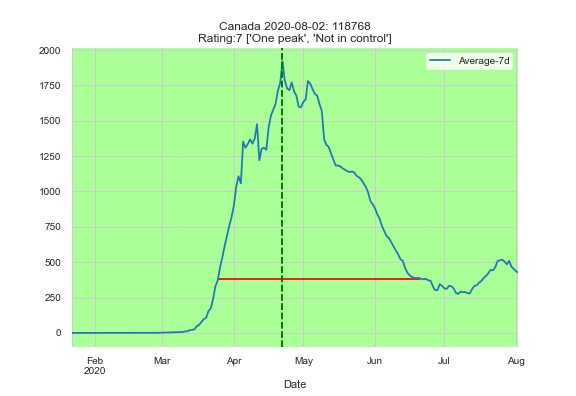 Canada 2020-08-02: 118768
Rating:7 ['One peak', 'Not in control']
Average-7d
2000
1750
1500
1250
1000
750
500
250
0
Feb Mar Apr May Jun Jul Aug
2020
Date